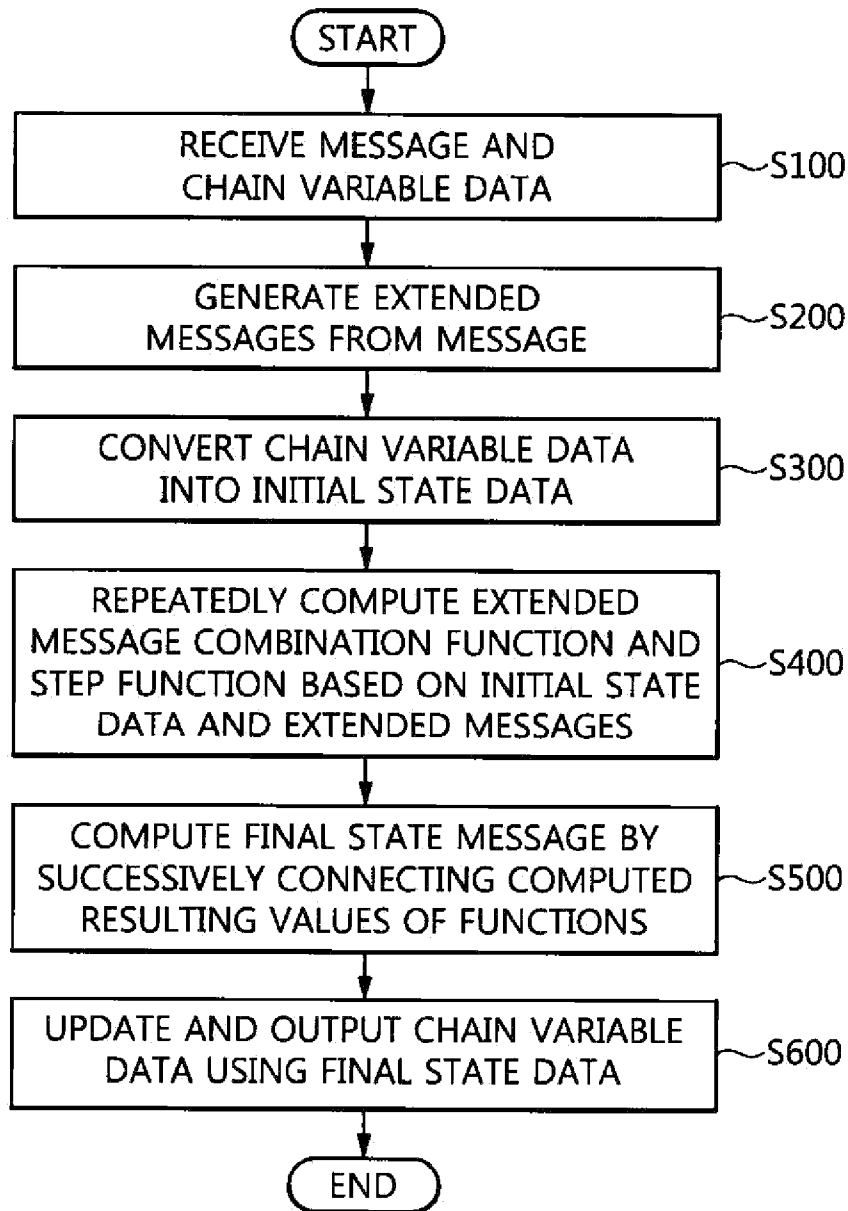 START
RECEIVE MESSAGE AND
CHAIN VARIABLE DATA
S100
GENERATE EXTENDED
MESSAGES FROM MESSAGE
S200
CONVERT CHAIN VARIABLE DATA
INTO INITIAL STATE DATA
S300
REPEATEDLY COMPUTE EXTENDED
MESSAGE COMBINATION FUNCTION AND
STEP FUNCTION BASED ON INITIAL STATE
DATA AND EXTENDED MESSAGES
S400
COMPUTE FINAL STATE MESSAGE BY
SUCCESSIVELY CONNECTING COMPUTED
RESULTING VALUES OF FUNCTIONS
S500
UPDATE AND OUTPUT CHAIN VARIABLE
DATA USING FINAL STATE DATA
S600
END